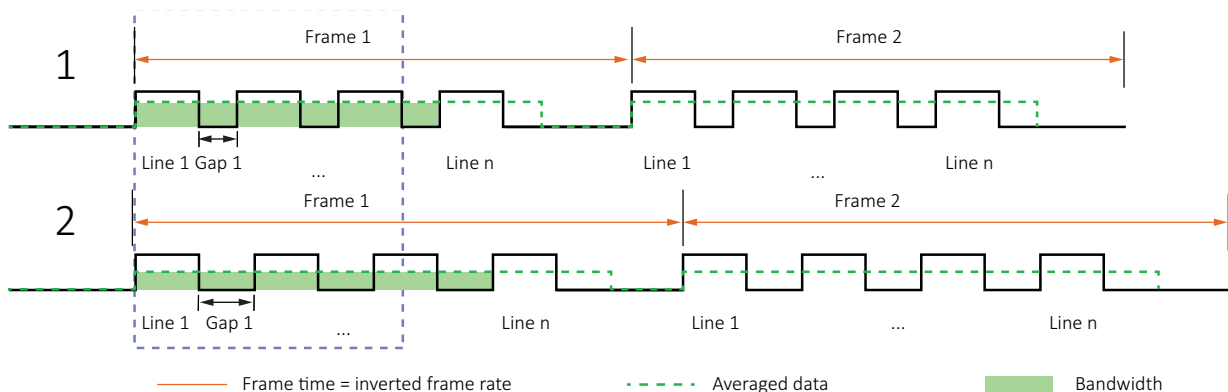 Frame 1 Frame 2
1
Line 1 Gap 1 ... Line n Line 1 ... Line n
Frame 1 Frame 2
2
Line 1 Gap 1 ... Line n Line 1 ... Line n
Frame time = inverted frame rate Averaged data Bandwidth